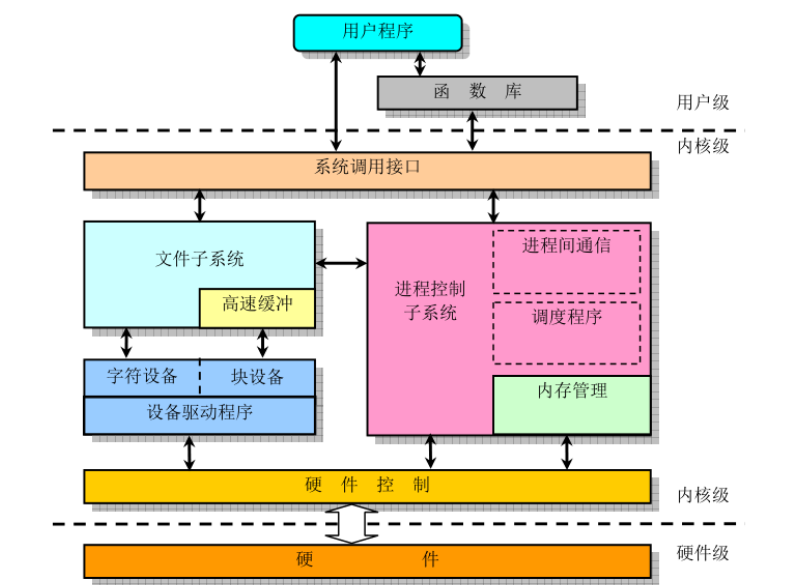 用户程序
函 数 库
用户级
内核级
系统调用接口
文件子系统
高速缓冲
进程控制
子系统
进程间通信
调度程序
内存管理
字符设备
块设备
设备驱动程序
硬 件 控 制
内核级
硬 件
硬件级